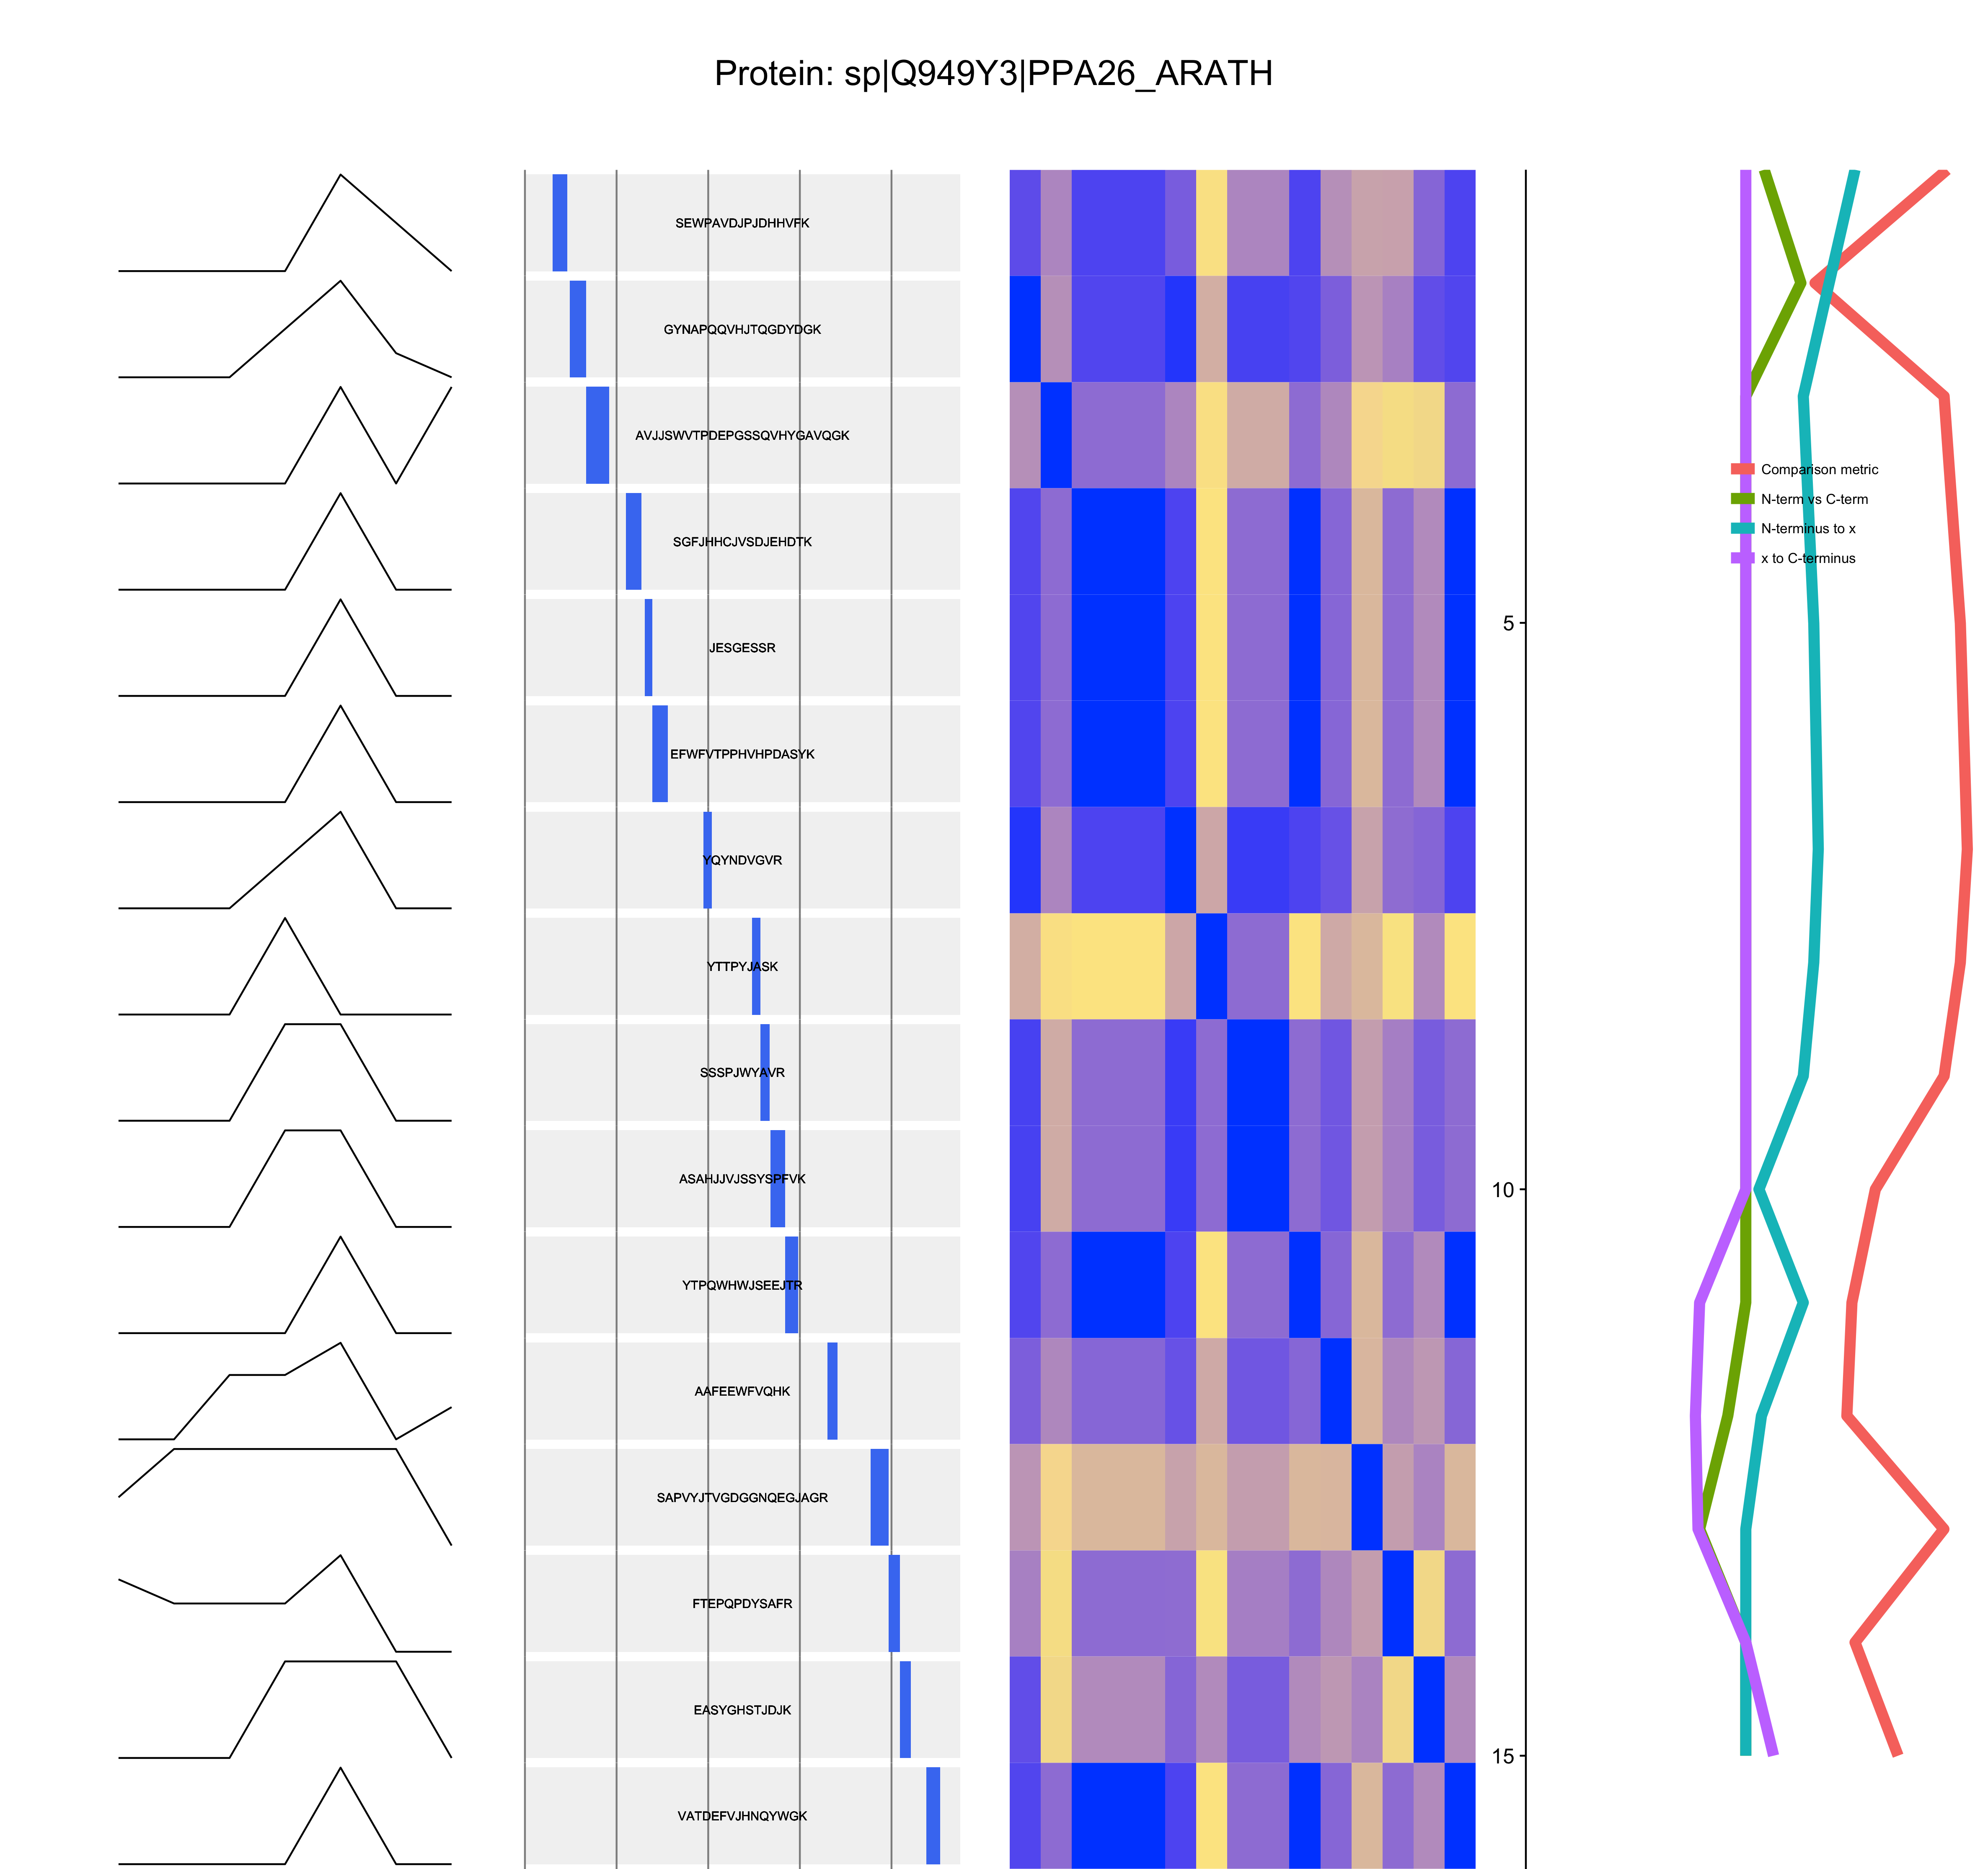 Protein: sp|Q949Y3|PPA26_ARATH
SEWPAVDJPJDHHVFK
GYNAPQQVHJTQGDYDGK
AVJJSWVTPDEPGSSQVHYGAVQGK
Comparison metric
N-term vs C-term
N-terminus to x
x to C-terminus
SGFJHHCJVSDJEHDTK
5
JESGESSR
EFWFVTPPHVHPDASYK
YQYNDVGVR
YTTPYJASK
SSSPJWYAVR
ASAHJJVJSSYSPFVK
10
YTPQWHWJSEEJTR
AAFEEWFVQHK
SAPVYJTVGDGGNQEGJAGR
FTEPQPDYSAFR
EASYGHSTJDJK
15
VATDEFVJHNQYWGK